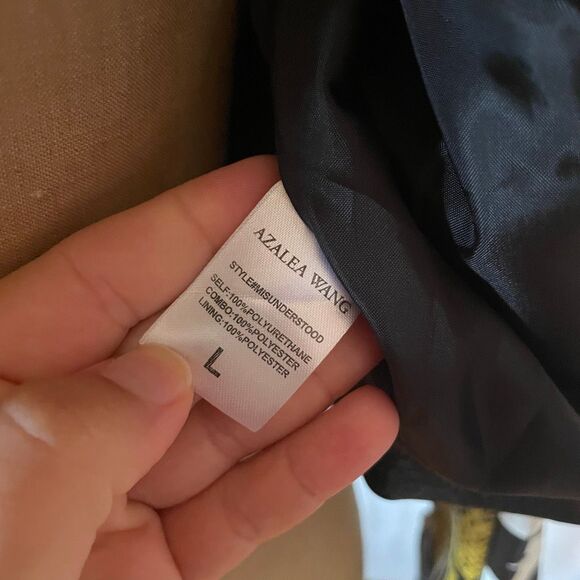 AZALEA WANG
STYLE#MISUNDERSTOOD
SELF:100%POLYURETHANE
COMBO:100%POLYESTER
LINING:100%POLYESTER
L